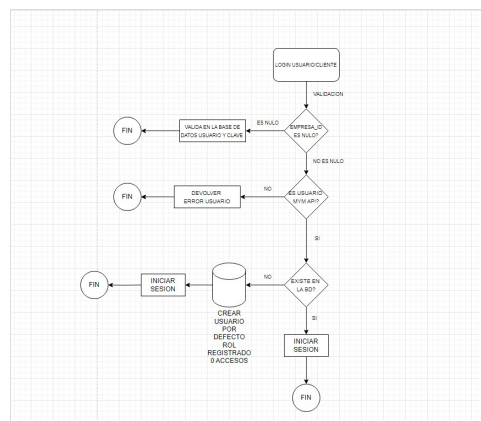 LOGIN USUARIO/CLIENTE
VALIDACION
EMPRESA_ID
ES NULO?
ES NULO
VALIDA EN LA BASE DE
DATOS USUARIO Y CLAVE
FIN
NO ES NULO
ES USUARIO
MYM API?
NO
DEVOLVER
ERROR USUARIO
FIN
SI
EXISTE EN
LA BD?
NO
CREAR
USUARIO
POR
DEFECTO
ROL
REGISTRADO
0 ACCESOS
INICIAR
SESION
FIN
SI
INICIAR
SESION
FIN